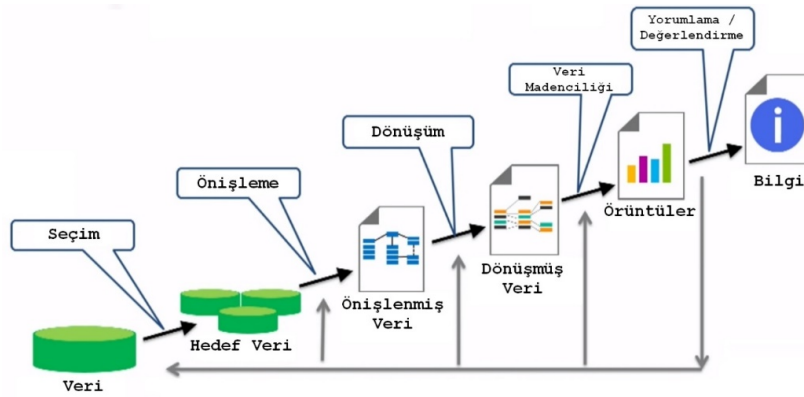 Yorumlama /
Değerlendirme
Veri
Madenciliği
Dönüşüm
Önişleme
Seçim
Bilgi
Örüntüler
Dönüşmüş
Veri
Önişlenmiş
Veri
Hedef Veri
Veri